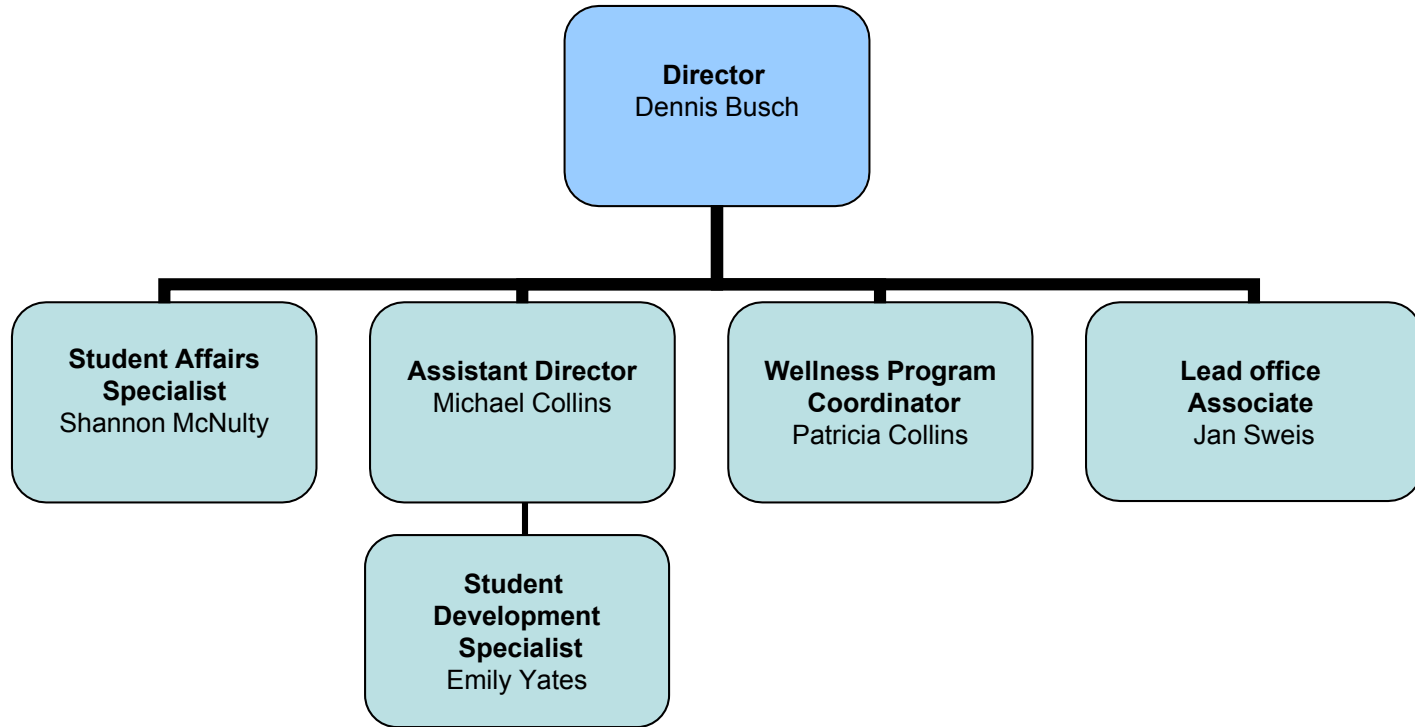 Director
Dennis Busch
Student Affairs
Specialist
Shannon McNulty
Assistant Director
Michael Collins
Wellness Program
Coordinator
Patricia Collins
Lead office
Associate
Jan Sweis
Student
Development
Specialist
Emily Yates